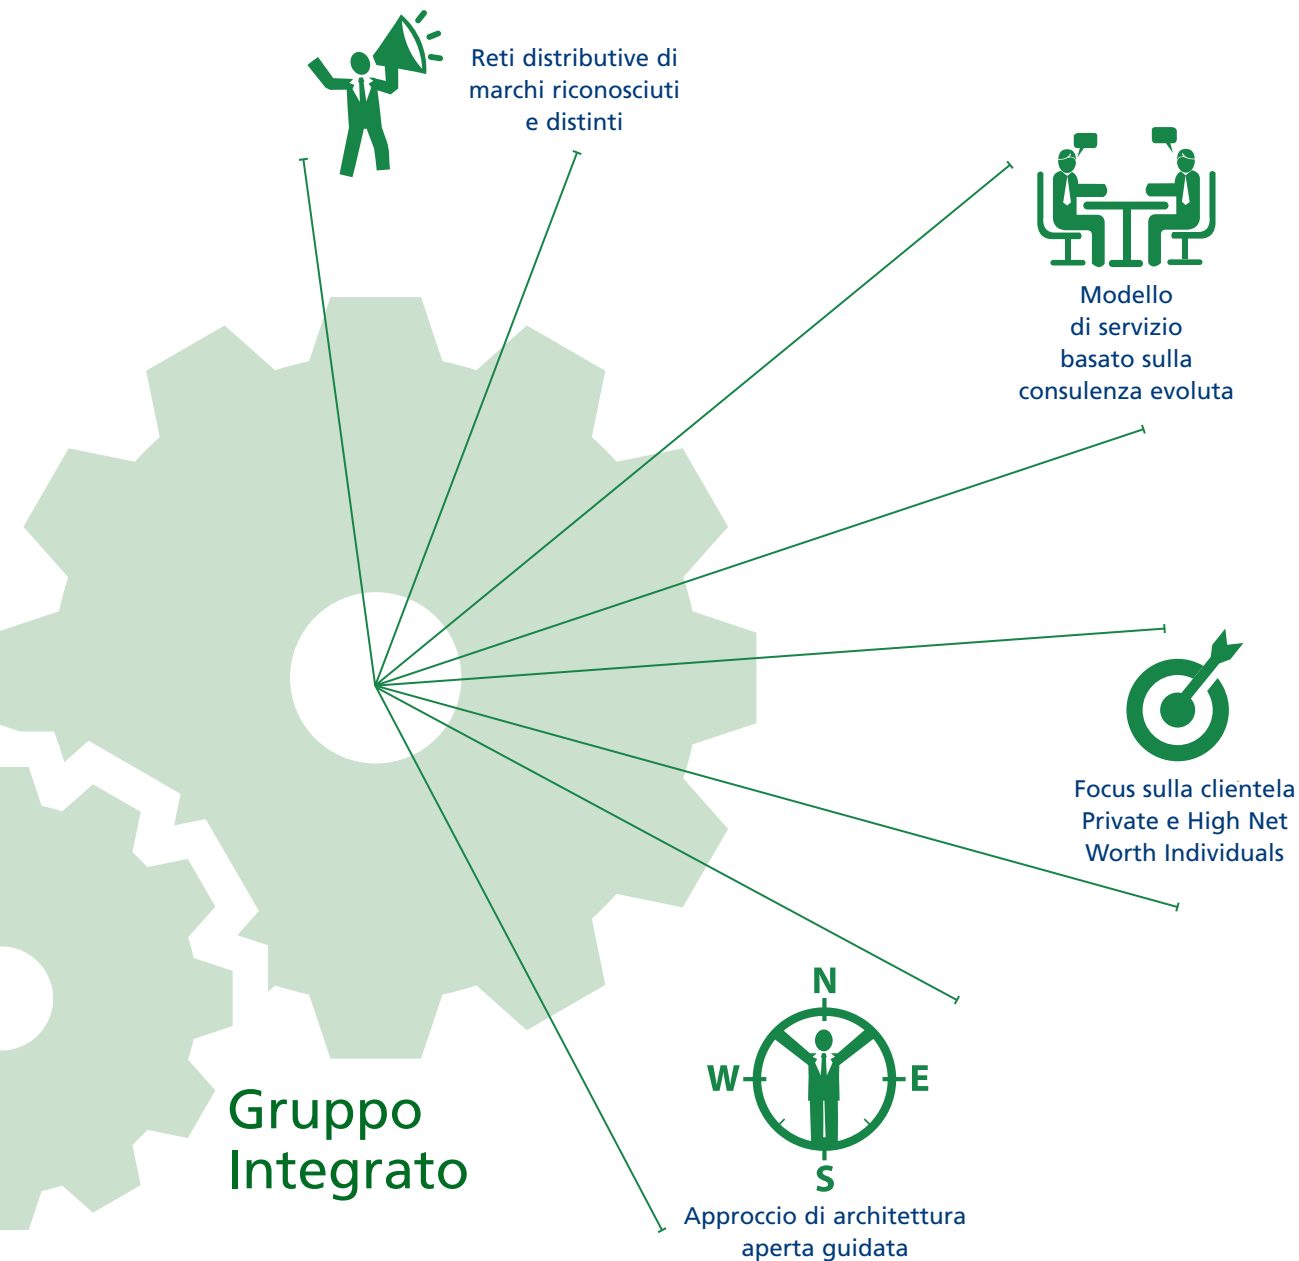 Reti distributive di
marchi riconosciuti
e distinti
Modello
di servizio
basato sulla
consulenza evoluta
Focus sulla clientela
Private e High Net
Worth Individuals
N
W
E
S
Approccio di architettura
aperta guidata
Gruppo
Integrato